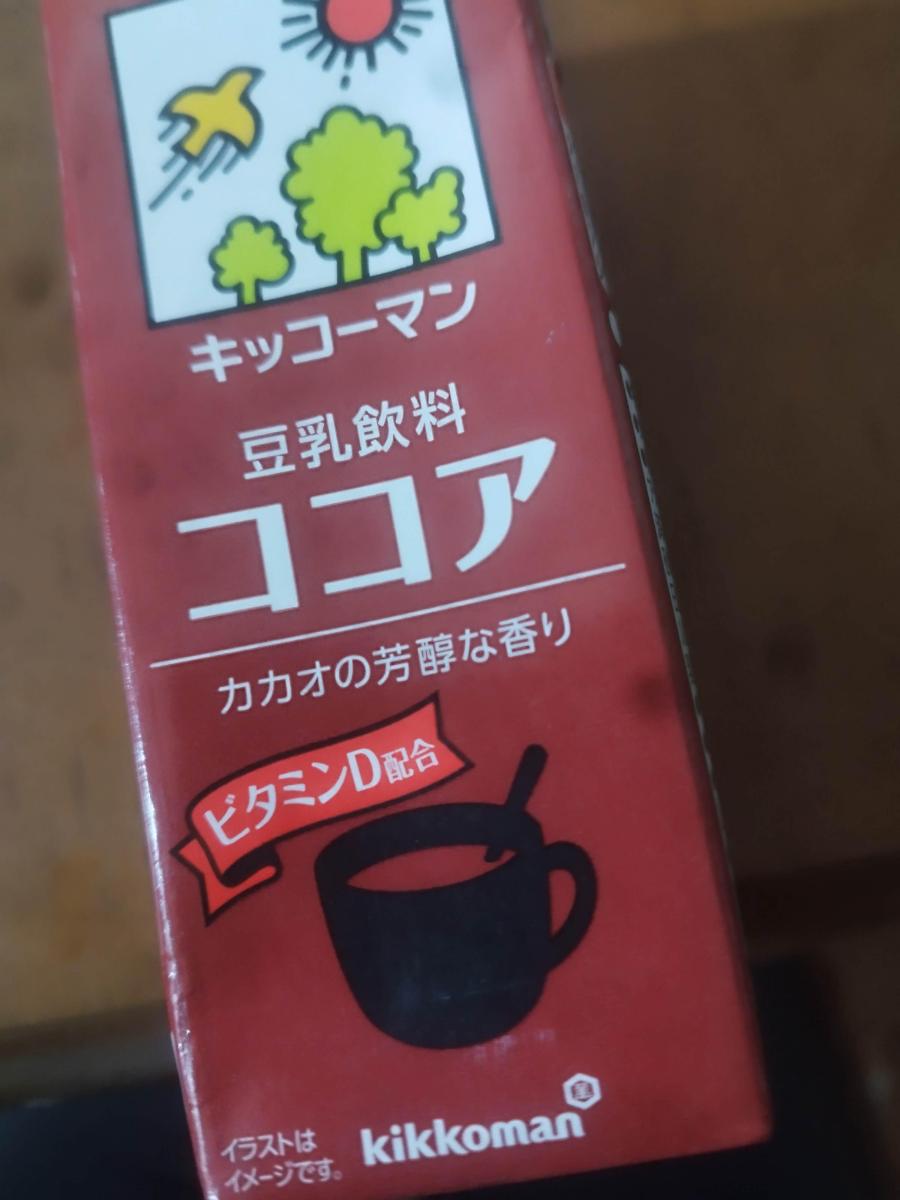 キッコーマン
豆乳飲料
ココア
カカオの芳醇な香り
ビタミンD配合
イラストは
イメージです。
kikkoman